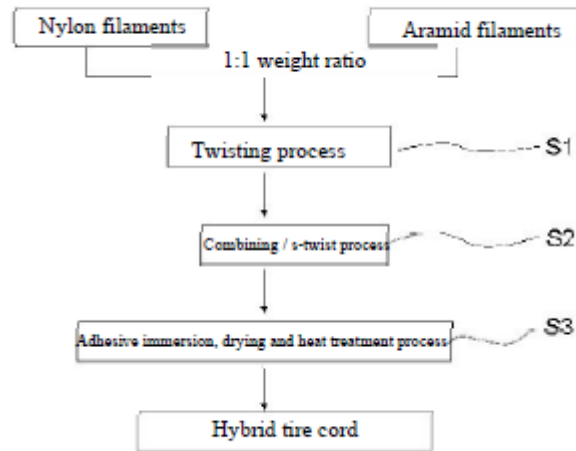 Nylon filaments
Aramid filaments
1:1 weight ratio
Twisting process
S1
Combining / s-twist process
S2
Adhesive immersion, drying and heat treatment process
S3
Hybrid tire cord